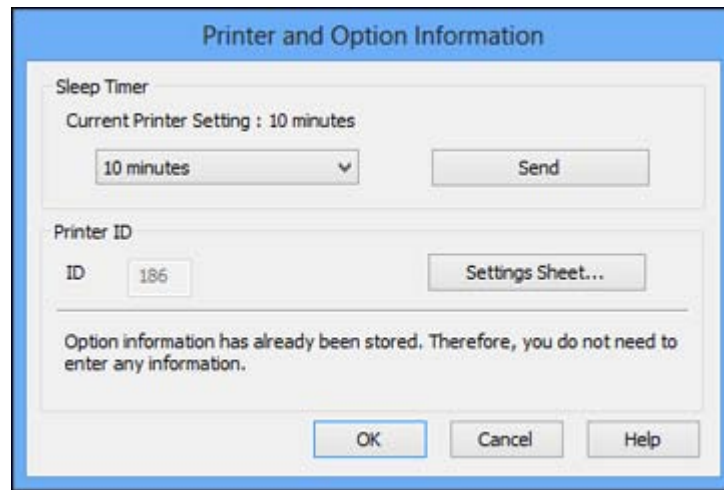 Printer and Option Information
Sleep Timer
Current Printer Setting : 10 minutes
10 minutes
Send
Printer ID
ID
186
Settings Sheet...
Option information has already been stored. Therefore, you do not need to
enter any information.
OK
Cancel
Help